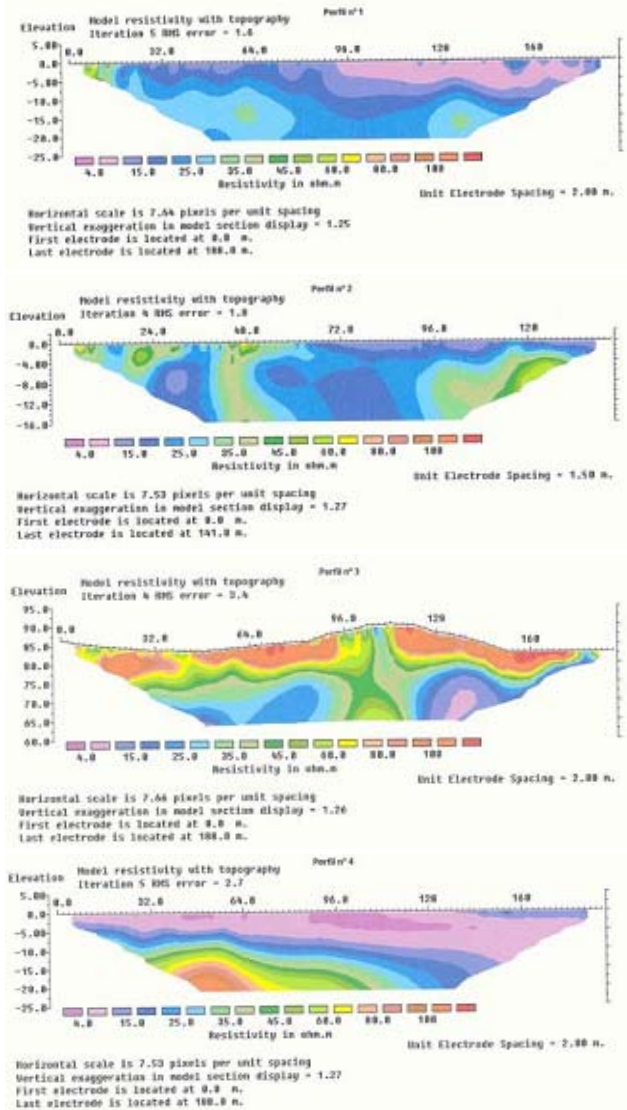 Perfil nº1
Model resistivity with topography
Elevation
Iteration 5 RMS error = 1.6
5.00 0.0 32.0 64.0 96.0 128 160
0.0
-5.0
-10.0
-15.0
-20.0
-25.0
4.0 15.0 25.0 35.0 45.0 60.0 80.0 100
Resistivity in ohm.m
Unit Electrode Spacing = 2.00 m.
Horizontal scale is 7.64 pixels per unit spacing
Vertical exaggeration in model section display = 1.25
First electrode is located at 0.0 m.
Last electrode is located at 188.0 m.
Perfil nº2
Model resistivity with topography
Elevation
Iteration 4 RMS error = 1.8
0.0 24.0 48.0 72.0 96.0 120
0.0
-4.00
-8.00
-12.0
-16.0
4.0 15.0 25.0 35.0 45.0 60.0 80.0 100
Resistivity in ohm.m
Unit Electrode Spacing = 1.50 m.
Horizontal scale is 7.53 pixels per unit spacing
Vertical exaggeration in model section display = 1.27
First electrode is located at 0.0 m.
Last electrode is located at 141.0 m.
Perfil nº3
Model resistivity with topography
Elevation
Iteration 4 RMS error = 3.4
95.0
90.0 0.0 32.0 64.0 96.0 128 160
85.0
80.0
75.0
70.0
65.0
60.0
4.0 15.0 25.0 35.0 45.0 60.0 80.0 100
Resistivity in ohm.m
Unit Electrode Spacing = 2.00 m.
Horizontal scale is 7.66 pixels per unit spacing
Vertical exaggeration in model section display = 1.26
First electrode is located at 0.0 m.
Last electrode is located at 188.0 m.
Perfil nº4
Model resistivity with topography
Elevation
Iteration 5 RMS error = 2.7
5.00 0.0 32.0 64.0 96.0 128 160
0.0
-5.0
-10.0
-15.0
-20.0
-25.0
4.0 15.0 25.0 35.0 45.0 60.0 80.0 100
Resistivity in ohm.m
Unit Electrode Spacing = 2.00 m.
Horizontal scale is 7.53 pixels per unit spacing
Vertical exaggeration in model section display = 1.27
First electrode is located at 0.0 m.
Last electrode is located at 188.0 m.